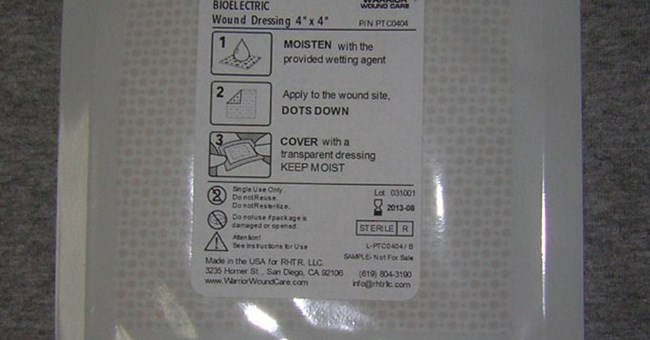 BIOELECTRIC
WOUND CARE
Wound Dressing 4" x 4"
P/N PTC0404
1
MOISTEN with the
provided wetting agent
2
Apply to the wound site,
DOTS DOWN
3
COVER with a
transparent dressing
KEEP MOIST
2
Single Use Only.
Do not Reuse.
Do not Resterilize.
Lot 031001
2013-08
Do not use if package is
damaged or opened.
STERILE R
Attention!
See Instructions for Use
L-PTC0404 / B
SAMPLE- Not For Sale
Made in the USA for RHTR, LLC.
3235 Homer St., San Diego, CA 92106
(619) 804-3190
www.WarriorWoundCare.com
info@rhtrllc.com